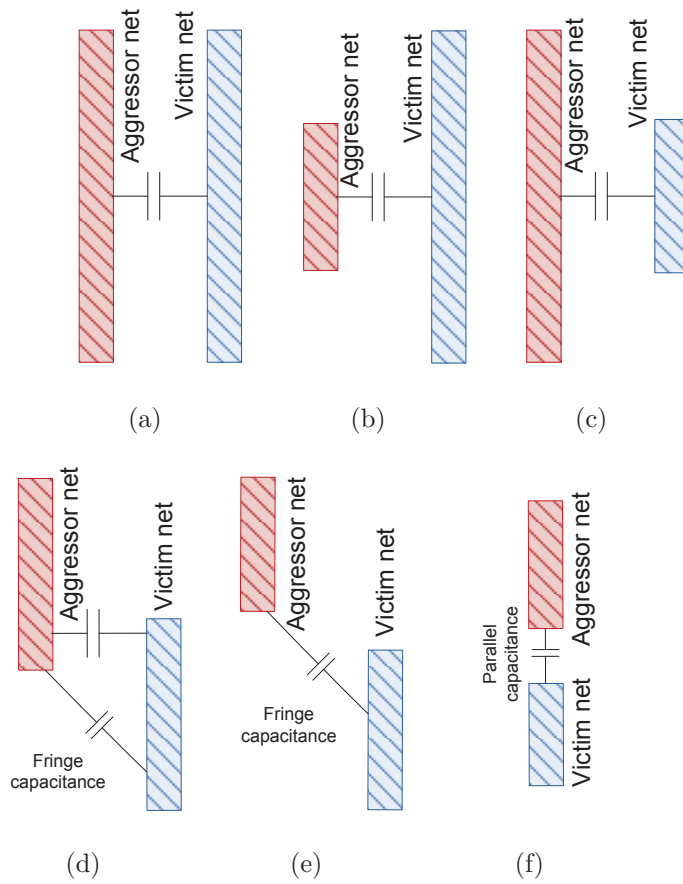 Aggressor net
Victim net
Aggressor net
Victim net
Aggressor net
Victim net
(a)
(b)
(c)
Aggressor net
Victim net
Fringe
capacitance
Aggressor net
Victim net
Fringe
capacitance
Parallel
capacitance
Aggressor net
Victim net
(d)
(e)
(f)